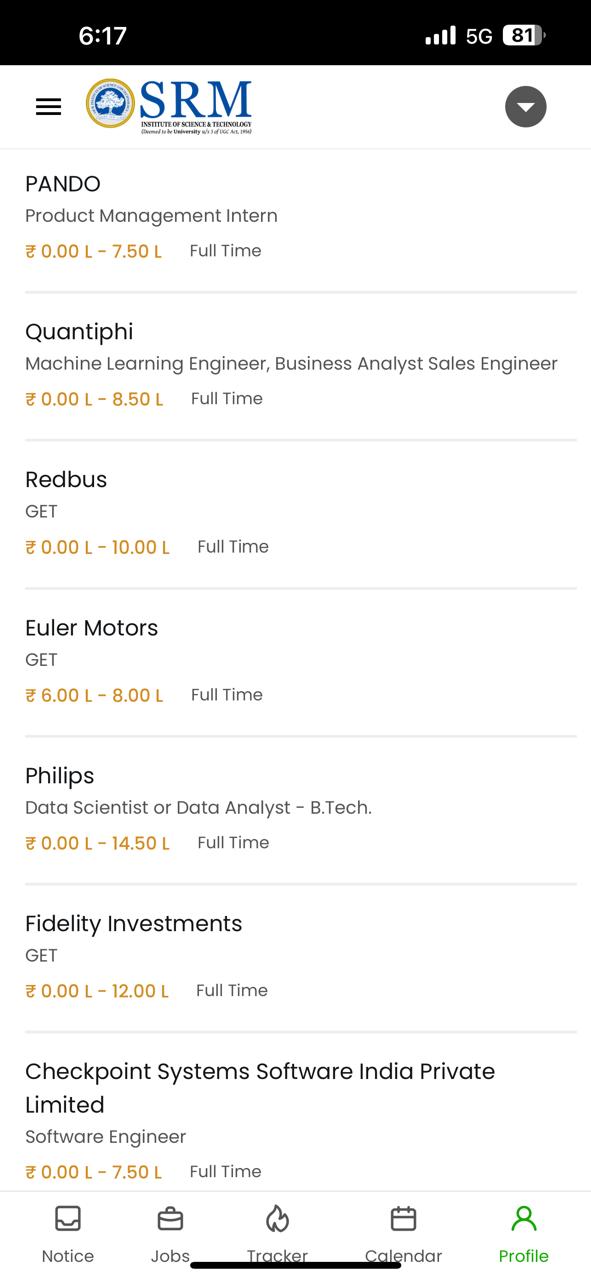 6:17
5G
81
SRM
INSTITUTE OF SCIENCE & TECHNOLOGY
(Deemed to be University u/s 3 of UGC Act, 1956)
PANDO
Product Management Intern
₹ 0.00 L - 7.50 L Full Time
Quantiphi
Machine Learning Engineer, Business Analyst Sales Engineer
₹ 0.00 L - 8.50 L Full Time
Redbus
GET
₹ 0.00 L - 10.00 L Full Time
Euler Motors
GET
₹ 6.00 L - 8.00 L Full Time
Philips
Data Scientist or Data Analyst - B.Tech.
₹ 0.00 L - 14.50 L Full Time
Fidelity Investments
GET
₹ 0.00 L - 12.00 L Full Time
Checkpoint Systems Software India Private
Limited
Software Engineer
₹ 0.00 L - 7.50 L Full Time
Notice Jobs Tracker Calendar Profile